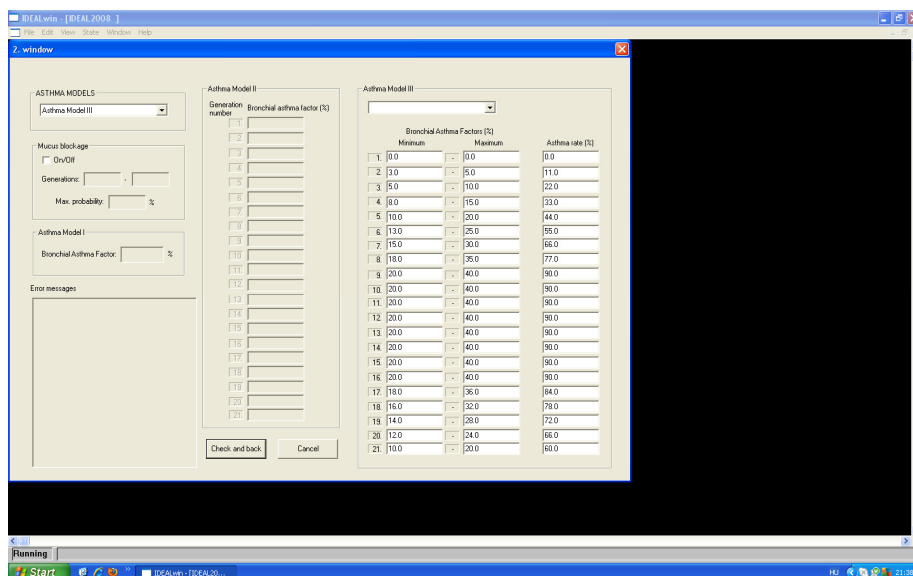 IDEALwin - [IDEAL2008 ]
File Edit View State Window Help
2. window
ASTHMA MODELS
Asthma Model III
Mucus blockage
On/Off
Generations: -
Max. probability: %
Asthma Model I
Bronchial Asthma Factor: %
Error messages
Asthma Model II
Generation number Bronchial asthma factor (%)
1
2
3
4
5
6
7.
8
9
10
11.
12.
13
14.
15
16.
17.
18
19
20
21.
Check and back Cancel
Asthma Model III
Bronchial Asthma Factors (%)
Minimum Maximum Asthma rate (%)
1. 0.0 - 0.0 0.0
2. 3.0 - 5.0 11.0
3. 5.0 - 10.0 22.0
4. 8.0 - 15.0 33.0
5. 10.0 - 20.0 44.0
6. 13.0 - 25.0 55.0
7. 15.0 - 30.0 66.0
8. 18.0 - 35.0 77.0
9. 20.0 - 40.0 90.0
10. 20.0 - 40.0 90.0
11. 20.0 - 40.0 90.0
12. 20.0 - 40.0 90.0
13. 20.0 - 40.0 90.0
14. 20.0 - 40.0 90.0
15. 20.0 - 40.0 90.0
16. 20.0 - 40.0 90.0
17. 18.0 - 36.0 84.0
18. 16.0 - 32.0 78.0
19. 14.0 - 28.0 72.0
20. 12.0 - 24.0 66.0
21. 10.0 - 20.0 60.0
Running
Start IDEALwin - [IDEAL20... HU 21:38